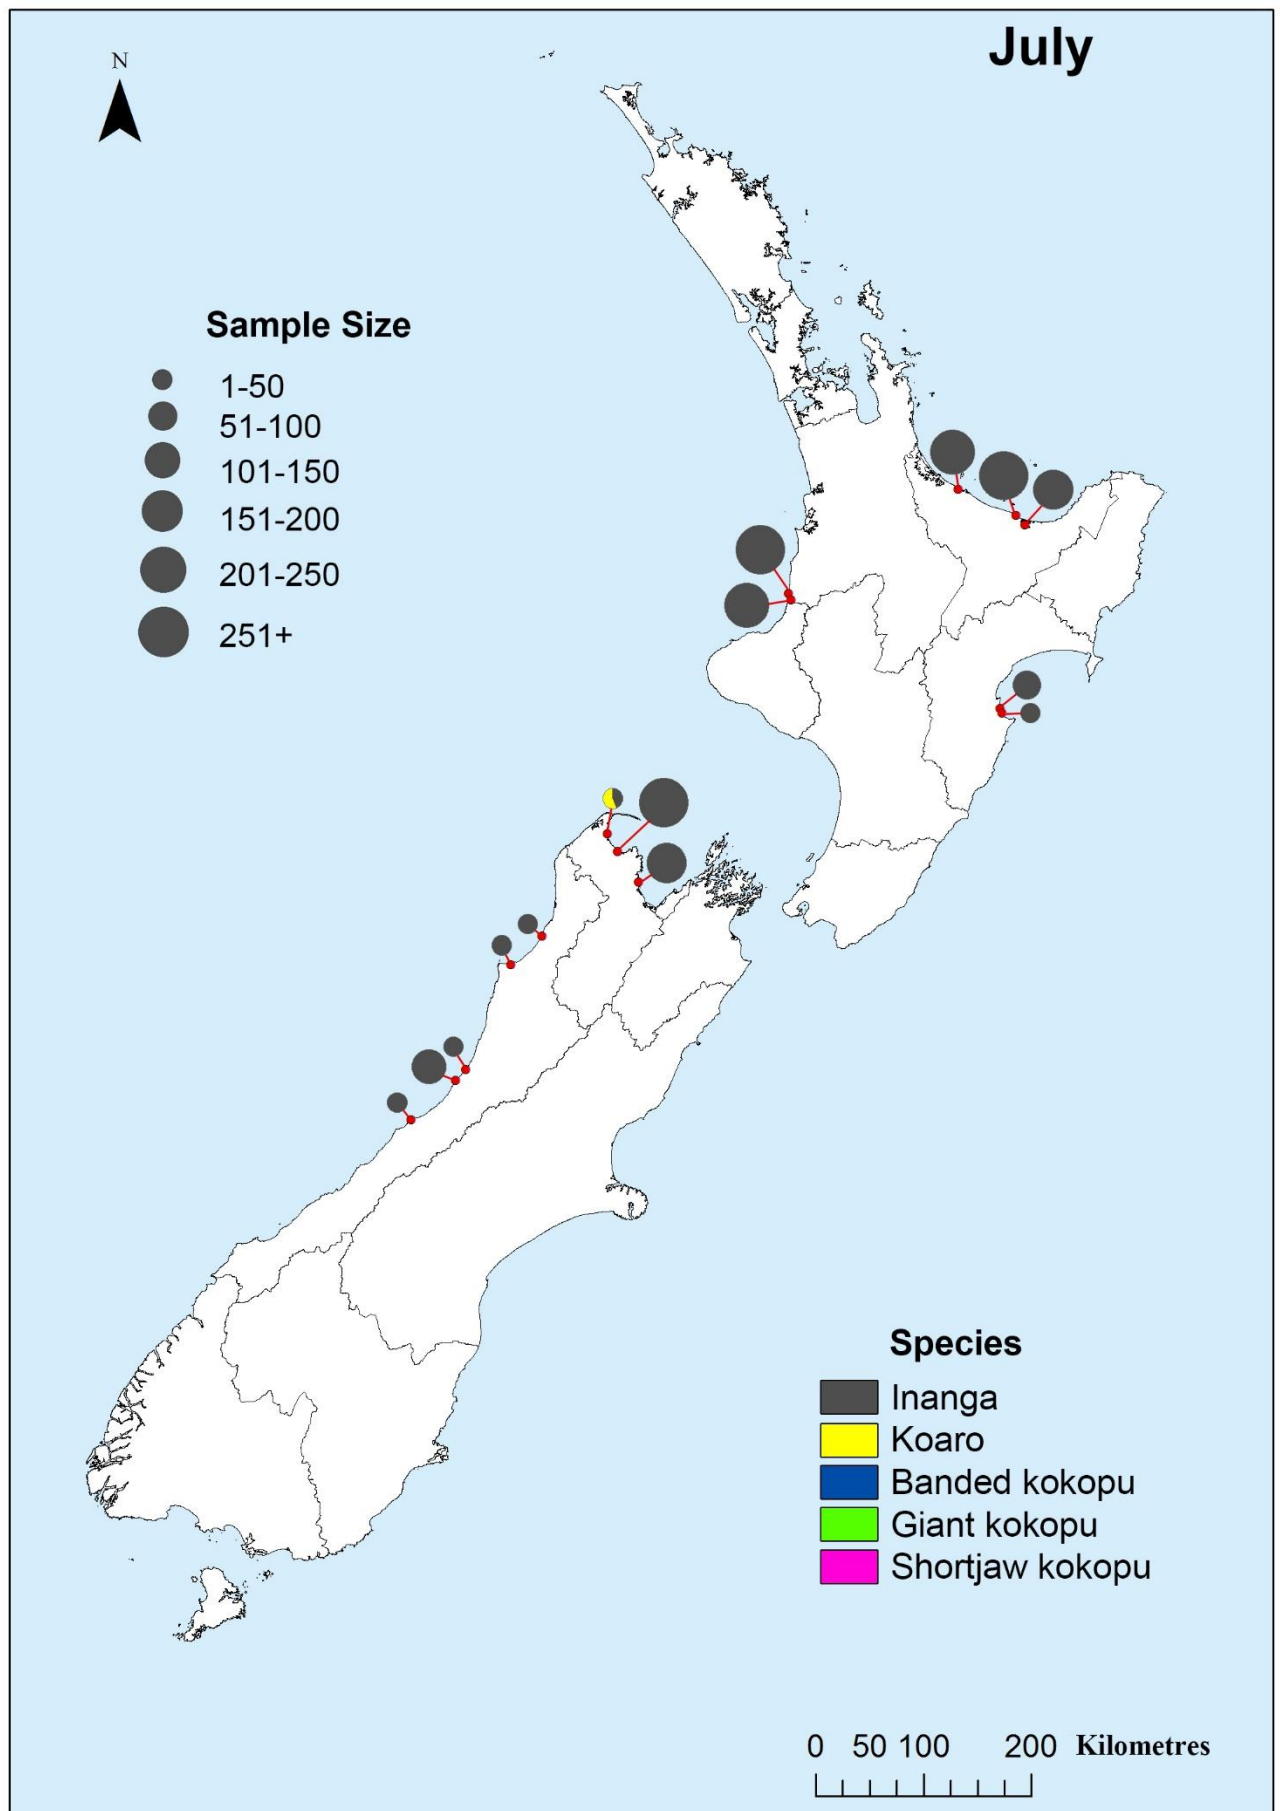 July
N
Sample Size
1-50
51-100
101-150
151-200
201-250
251+
Species
Inanga
Koaro
Banded kokopu
Giant kokopu
Shortjaw kokopu
0 50 100 200 Kilometres